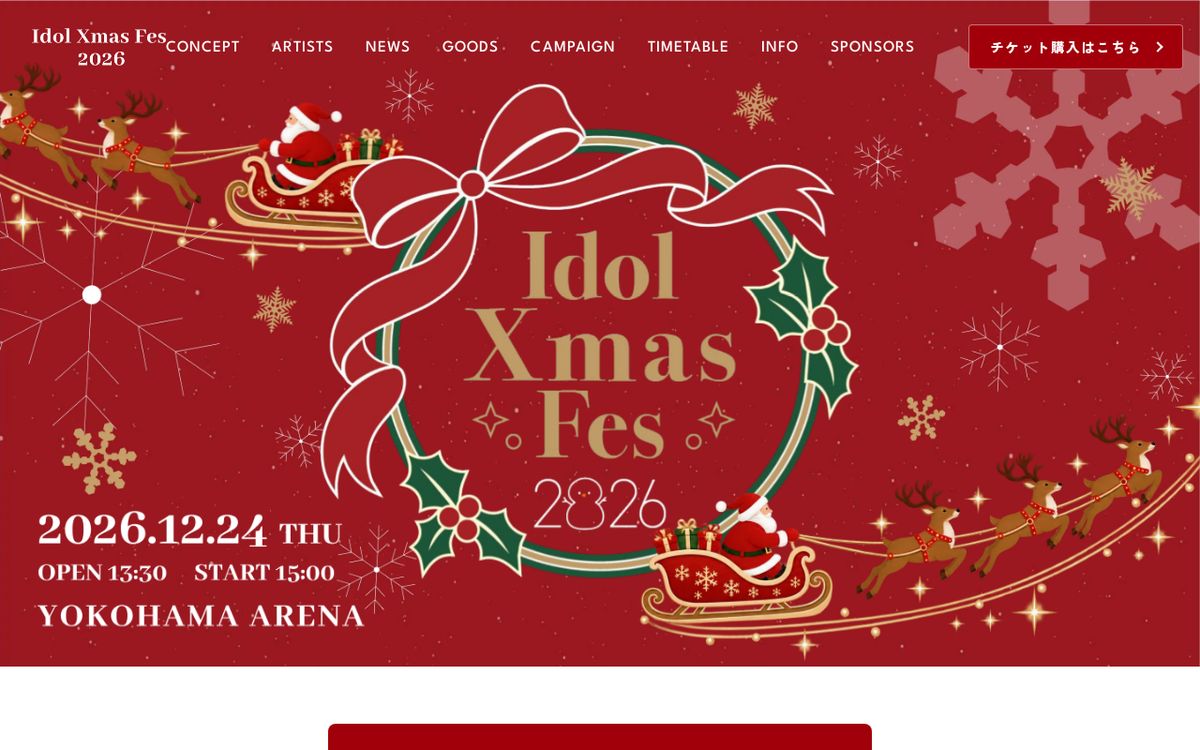 Idol Xmas Fes
2026
CONCEPT
ARTISTS
NEWS
GOODS
CAMPAIGN
TIMETABLE
INFO
SPONSORS
チケット購入はこちら
Idol
Xmas
Fes
2026
2026.12.24 THU
OPEN 13:30 START 15:00
YOKOHAMA ARENA